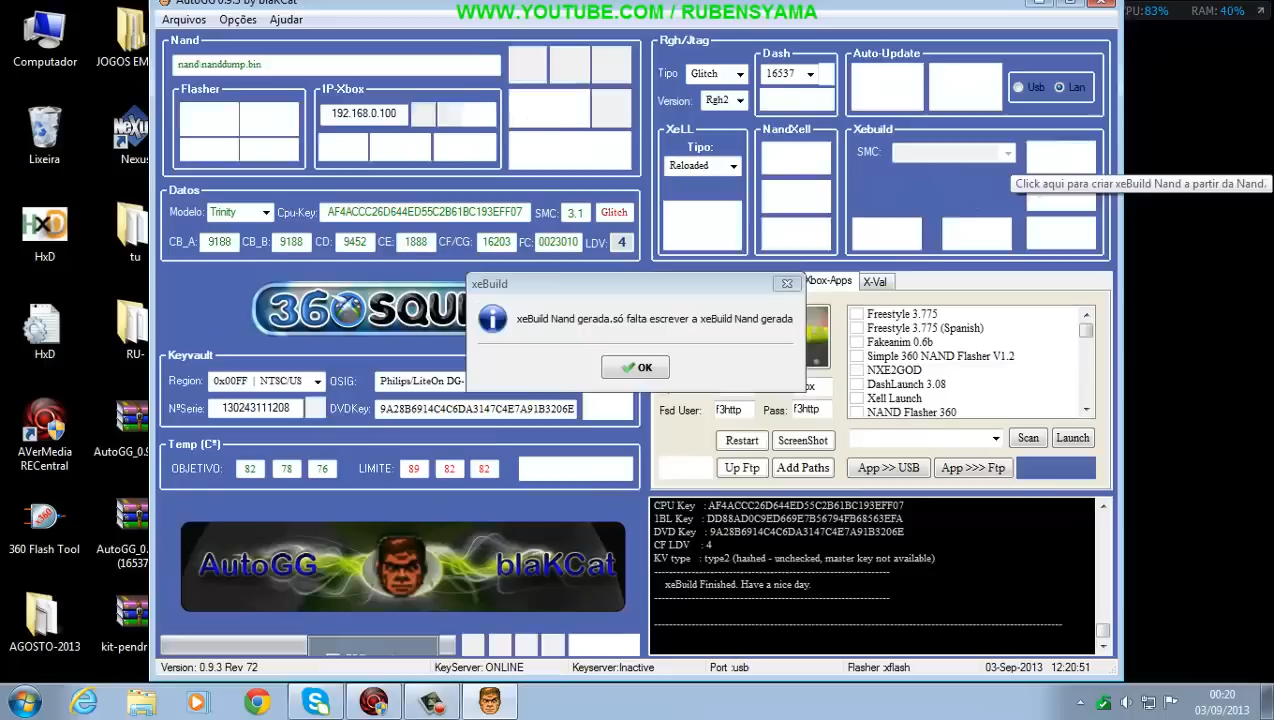 AutoGG 0.9.3 by blaKCat
WWW.YOUTUBE.COM / RUBENSYAMA
CPU: 83%
RAM: 40%
Arquivos Opções Ajudar
Nand
nand\nanddump.bin
Flasher
IP-Xbox
192.168.0.100
Rgh/Jtag
Tipo Glitch
Version: Rgh2
Dash
16537
Auto-Update
Usb Lan
XeLL
Tipo:
Reloaded
NandXell
Xebuild
SMC:
Click aqui para criar xeBuild Nand a partir da Nand.
Datos
Modelo: Trinity Cpu-Key: AF4ACCC26D644ED55C2B61BC193EFF07 SMC: 3.1 Glitch
CB_A: 9188 CB_B: 9188 CD: 9452 CE: 1888 CF/CG: 16203 FC: 0023010 LDV: 4
360 SQU
xeBuild
xeBuild Nand gerada.só falta escrever a xeBuild Nand gerada
OK
Xbox-Apps X-Val
Freestyle 3.775
Freestyle 3.775 (Spanish)
Fakeanim 0.6b
Simple 360 NAND Flasher V1.2
NXE2GOD
DashLaunch 3.08
Xell Launch
NAND Flasher 360
Keyvault
Region: 0x00FF | NTSC/US OSIG: Philips/LiteOn DG-
NºSerie: 130243111208 DVDKey: 9A28B6914C4C6DA3147C4E7A91B3206E
Fsd User: f3http Pass: f3http
Restart ScreenShot
Scan Launch
Up Ftp Add Paths
App >> USB App >>> Ftp
Temp (Cº)
OBJETIVO: 82 78 76 LIMITE: 89 82 82
AutoGG blaKCat
CPU Key : AF4ACCC26D644ED55C2B61BC193EFF07
1BL Key : DD88AD0C9ED669E7B56794FB68563EFA
DVD Key : 9A28B6914C4C6DA3147C4E7A91B3206E
CF LDV : 4
KV type : type2 (hashed - unchecked, master key not available)
xeBuild Finished. Have a nice day.
Version: 0.9.3 Rev 72 KeyServer: ONLINE Keyserver:Inactive Port :usb Flasher :xflash 03-Sep-2013 12:20:51
Computador
JOGOS EM
Lixeira
Nexus
HxD
tu
HxD
RU-
AVerMedia
RECentral
AutoGG_0.9
360 Flash Tool
AutoGG_0.
(16537
AGOSTO-2013
kit-pendr
00:20
03/09/2013